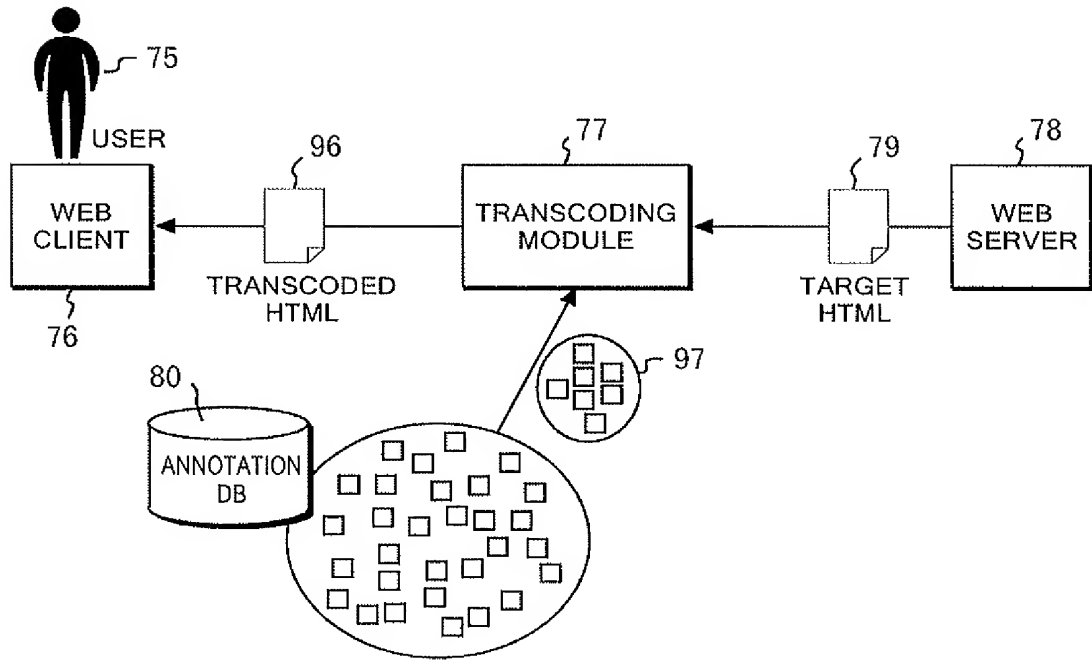 75
USER
96
77
79
78
WEB
CLIENT
TRANSCODING
MODULE
WEB
SERVER
TRANSCODED
HTML
TARGET
HTML
76
97
80
ANNOTATION
DB